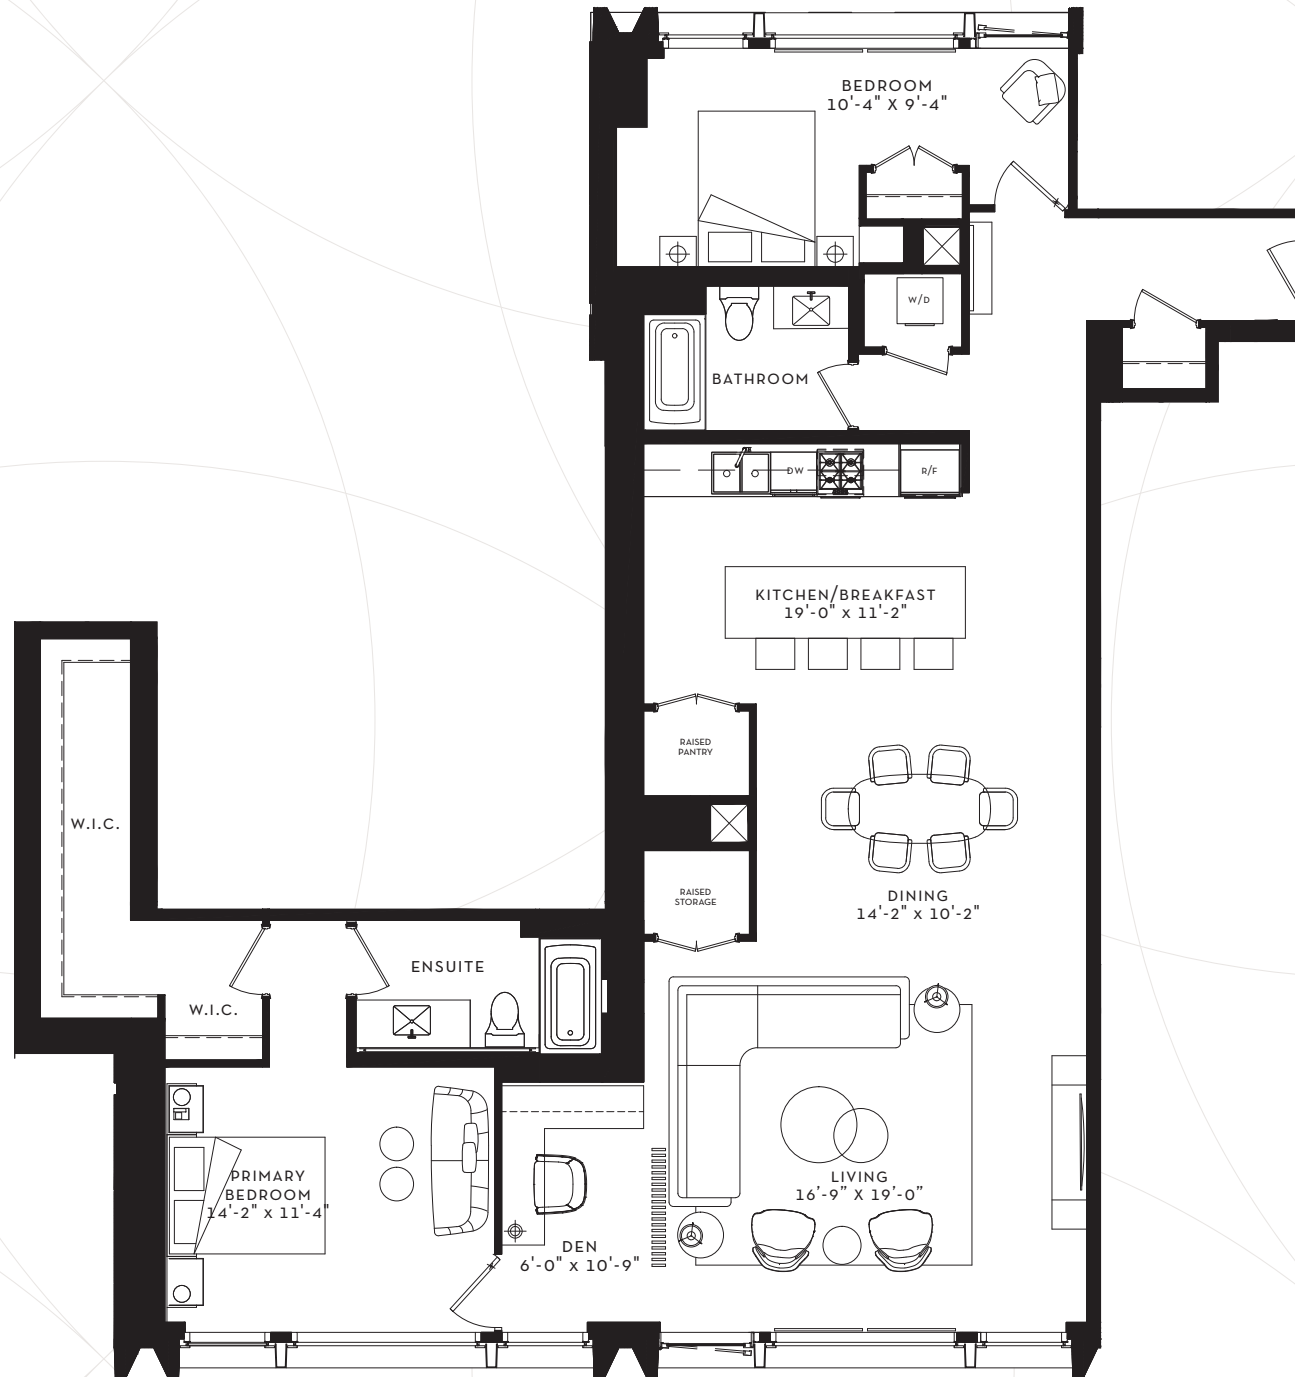 BEDROOM
10'-4" X 9'-4"
W/D
BATHROOM
DW
R/F
KITCHEN/BREAKFAST
19'-0" X 11'-2"
RAISED
PANTRY
W.I.C.
RAISED
STORAGE
DINING
14'-2" X 10'-2"
ENSUITE
W.I.C.
PRIMARY
BEDROOM
14'-2" X 11'-4"
LIVING
16'-9" X 19'-0"
DEN
6'-0" X 10'-9"